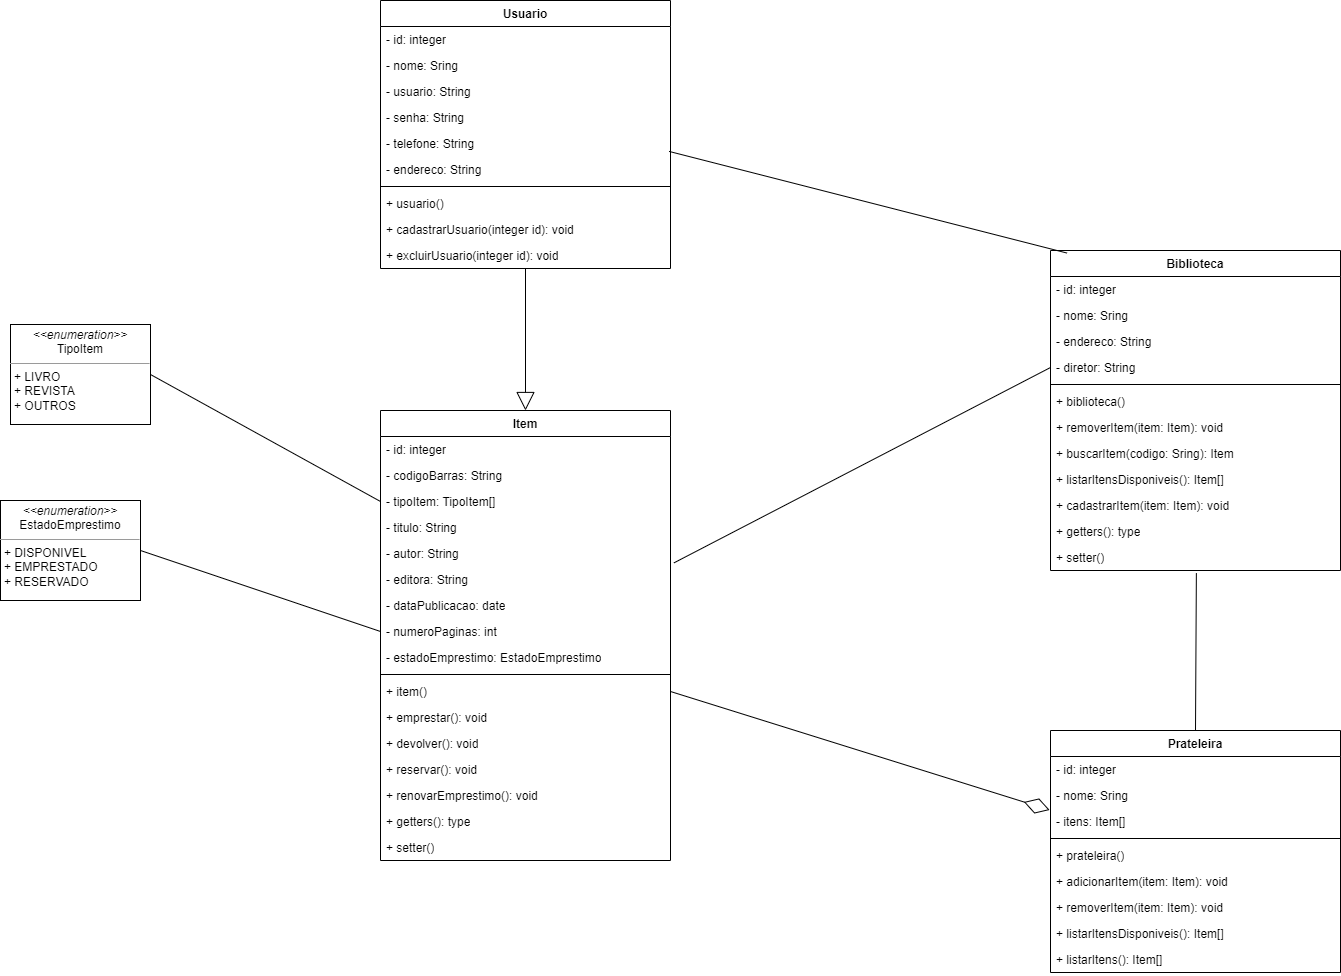 Usuario
- id: integer
- nome: Sring
- usuario: String
- senha: String
- telefone: String
- endereco: String
+ usuario()
+ cadastrarUsuario(integer id): void
+ excluirUsuario(integer id): void
<<enumeration>>
TipoItem
+ LIVRO
+ REVISTA
+ OUTROS
<<enumeration>>
EstadoEmprestimo
+ DISPONIVEL
+ EMPRESTADO
+ RESERVADO
Item
- id: integer
- codigoBarras: String
- tipoItem: TipoItem[]
- titulo: String
- autor: String
- editora: String
- dataPublicacao: date
- numeroPaginas: int
- estadoEmprestimo: EstadoEmprestimo
+ item()
+ emprestar(): void
+ devolver(): void
+ reservar(): void
+ renovarEmprestimo(): void
+ getters(): type
+ setter()
Biblioteca
- id: integer
- nome: Sring
- endereco: String
- diretor: String
+ biblioteca()
+ removerItem(item: Item): void
+ buscarItem(codigo: Sring): Item
+ listarItensDisponiveis(): Item[]
+ cadastrarItem(item: Item): void
+ getters(): type
+ setter()
Prateleira
- id: integer
- nome: Sring
- itens: Item[]
+ prateleira()
+ adicionarItem(item: Item): void
+ removerItem(item: Item): void
+ listarItensDisponiveis(): Item[]
+ listarItens(): Item[]